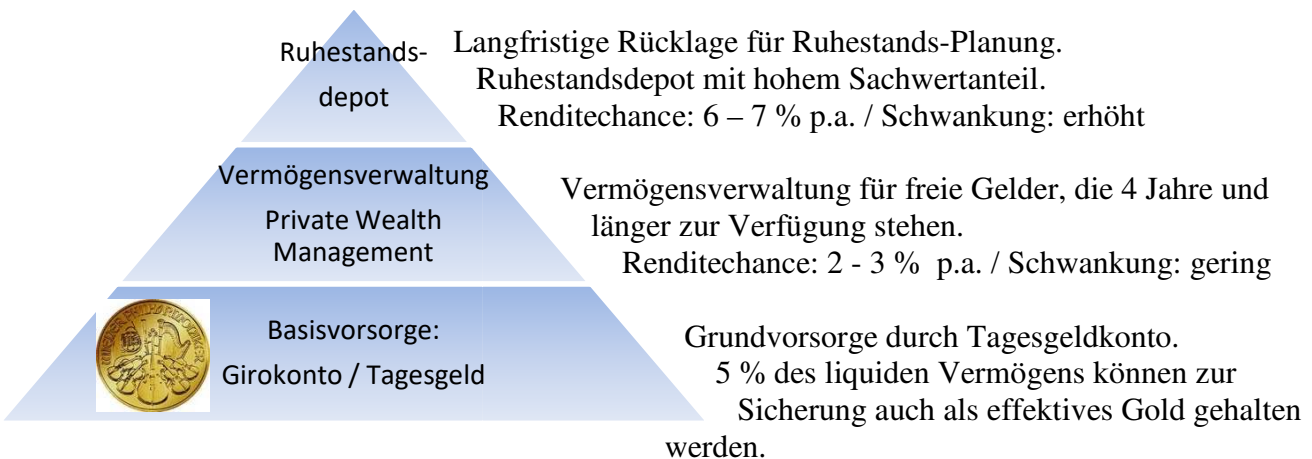 Ruhestands-
depot
Langfristige Rücklage für Ruhestands-Planung.
Ruhestandsdepot mit hohem Sachwertanteil.
Renditechance: 6 – 7 % p.a. / Schwankung: erhöht
Vermögensverwaltung
Private Wealth
Management
Vermögensverwaltung für freie Gelder, die 4 Jahre und
länger zur Verfügung stehen.
Renditechance: 2 - 3 % p.a. / Schwankung: gering
WIENER PHILHARMONIKER
Basisvorsorge:
Girokonto / Tagesgeld
Grundvorsorge durch Tagesgeldkonto.
5 % des liquiden Vermögens können zur
Sicherung auch als effektives Gold gehalten
werden.